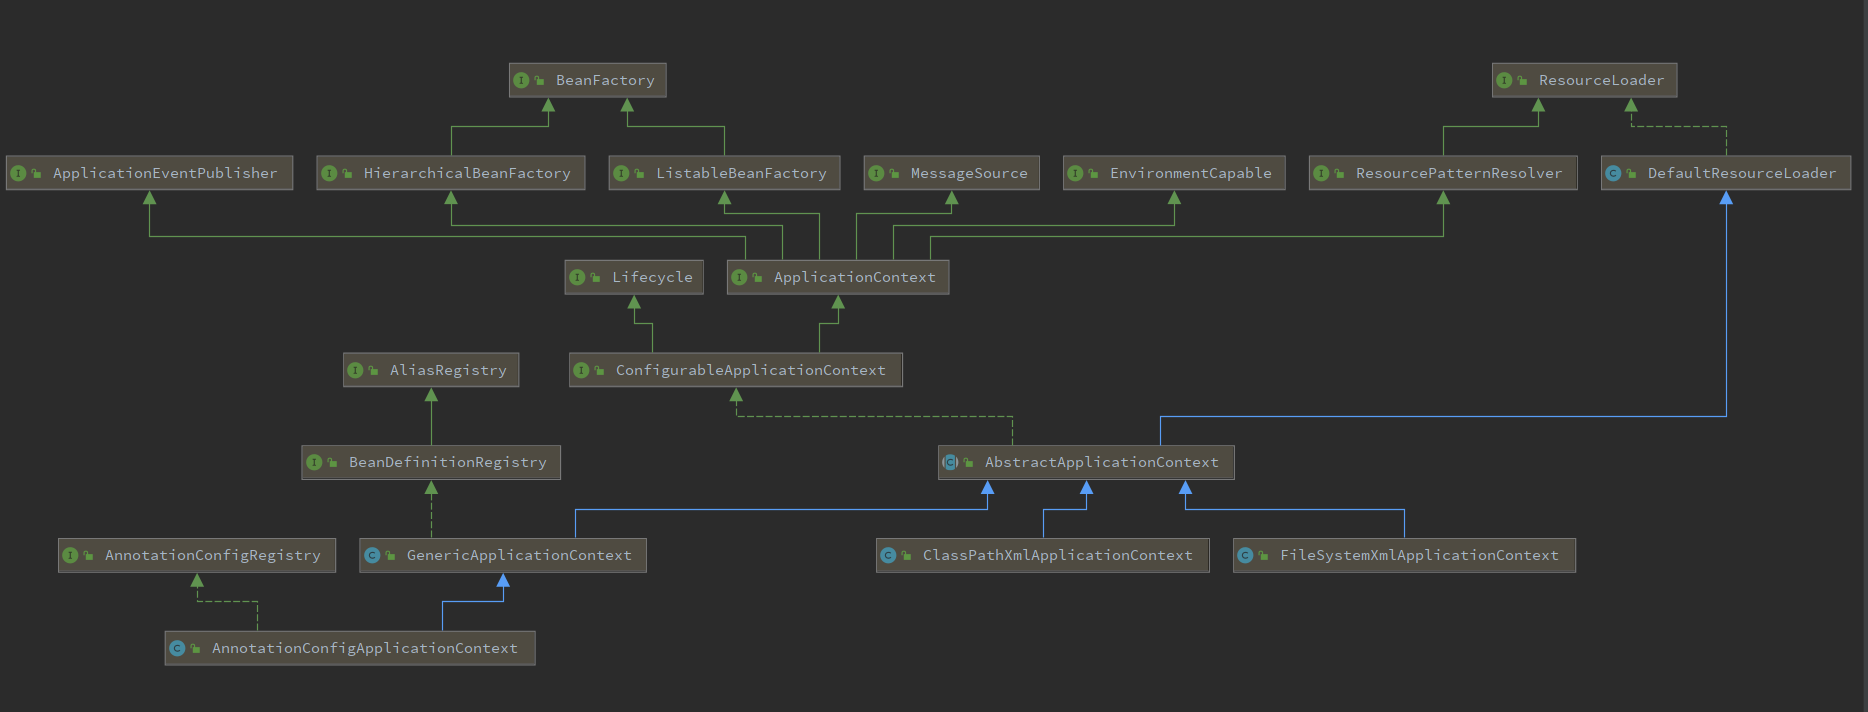 BeanFactory
ResourceLoader
ApplicationEventPublisher
HierarchicalBeanFactory
ListableBeanFactory
MessageSource
EnvironmentCapable
ResourcePatternResolver
DefaultResourceLoader
Lifecycle
ApplicationContext
AliasRegistry
ConfigurableApplicationContext
BeanDefinitionRegistry
AbstractApplicationContext
AnnotationConfigRegistry
GenericApplicationContext
ClassPathXmlApplicationContext
FileSystemXmlApplicationContext
AnnotationConfigApplicationContext